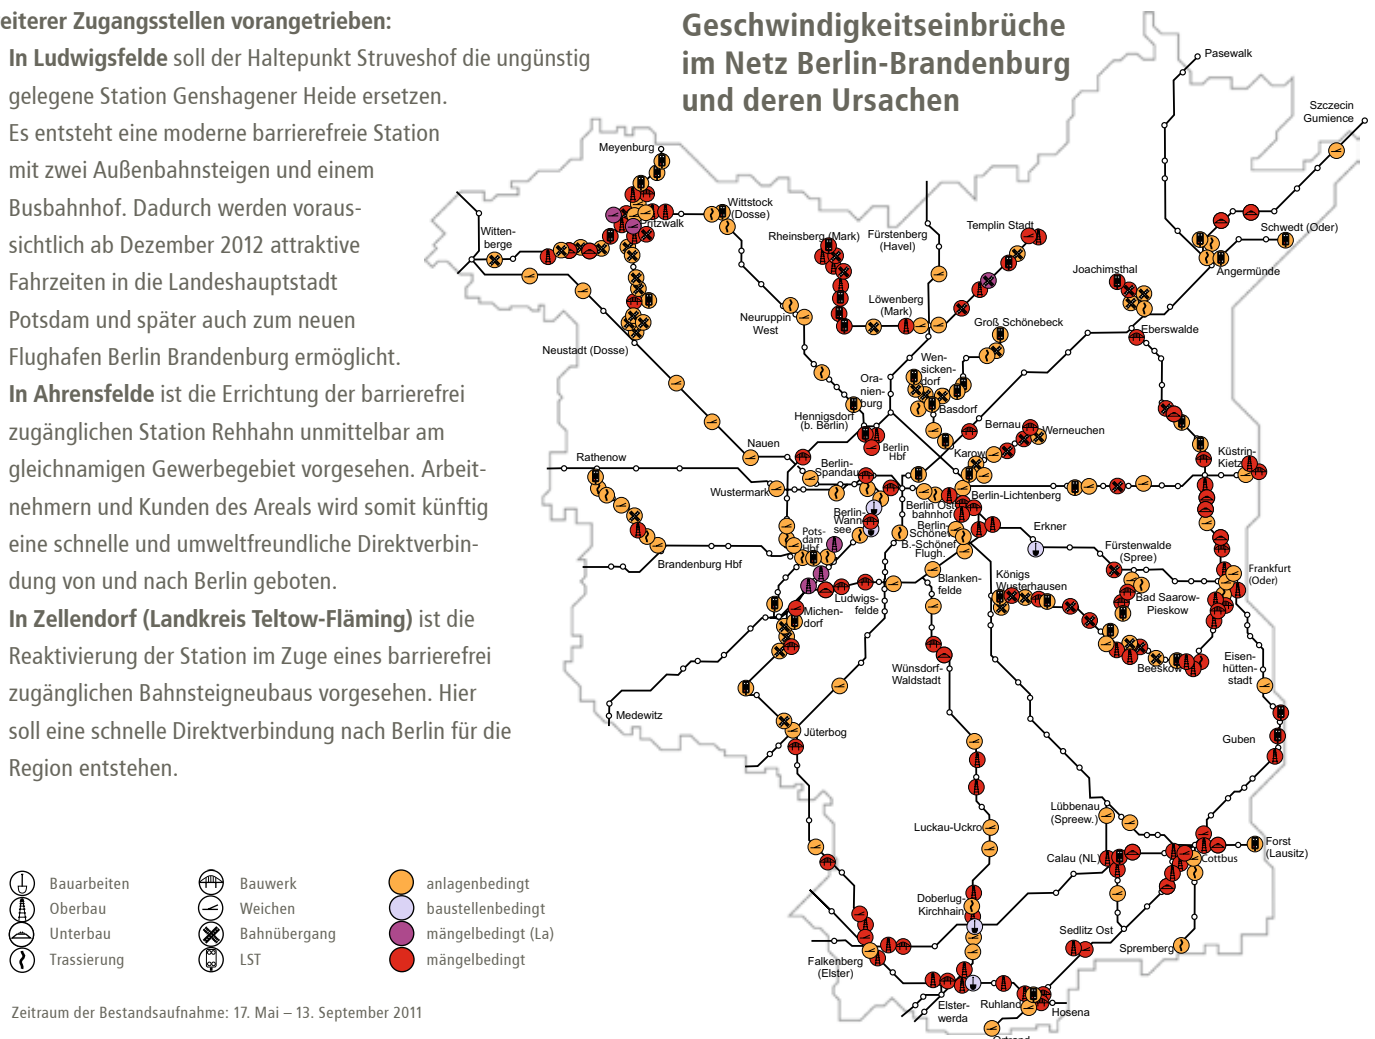 eiterer Zugangsstellen vorangetrieben:
In Ludwigsfelde soll der Haltepunkt Struveshof die ungünstig
gelegene Station Genshagener Heide ersetzen.
Es entsteht eine moderne barrierefreie Station
mit zwei Außenbahnsteigen und einem
Busbahnhof. Dadurch werden voraus-
sichtlich ab Dezember 2012 attraktive
Fahrzeiten in die Landeshauptstadt
Potsdam und später auch zum neuen
Flughafen Berlin Brandenburg ermöglicht.
In Ahrensfelde ist die Errichtung der barrierefrei
zugänglichen Station Rehhahn unmittelbar am
gleichnamigen Gewerbegebiet vorgesehen. Arbeit-
nehmern und Kunden des Areals wird somit künftig
eine schnelle und umweltfreundliche Direktverbin-
dung von und nach Berlin geboten.
In Zellendorf (Landkreis Teltow-Fläming) ist die
Reaktivierung der Station im Zuge eines barrierefrei
zugänglichen Bahnsteigneubaus vorgesehen. Hier
soll eine schnelle Direktverbindung nach Berlin für die
Region entstehen.
Geschwindigkeitseinbrüche
im Netz Berlin-Brandenburg
und deren Ursachen
Pasewalk
Szczecin
Gumience
Meyenburg
Wittstock
(Dosse)
Pritzwalk
Witten-
berge
Rheinsberg (Mark)
Fürstenberg
(Havel)
Templin Stadt
Schwedt (Oder)
Angermünde
Joachimsthal
Löwenberg
(Mark)
Neuruppin
West
Groß Schönebeck
Eberswalde
Neustadt (Dosse)
Wen-
sicken-
dorf
Ora-
nien-
burg
Basdorf
Hennigsdorf
(b. Berlin)
Bernau
Werneuchen
Nauen
Berlin
Hbf
Karow
Küstrin-
Kietz
Rathenow
Berlin-
Spandau
Wustermark
Berlin-Lichtenberg
Berlin Ost-
bahnhof
Berlin-
Wann-
see
Berlin-
Schönew.
B.-Schönef.
Flugh.
Erkner
Pots-
dam
Hbf
Fürstenwalde
(Spree)
Brandenburg Hbf
Blanken-
felde
Königs
Wusterhausen
Frankfurt
(Oder)
Ludwigs-
felde
Bad Saarow-
Pieskow
Michen-
dorf
Wünsdorf-
Waldstadt
Beeskow
Eisen-
hütten-
stadt
Medewitz
Jüterbog
Guben
Lübbenau
(Spreew.)
Luckau-Uckro
Calau (NL)
Cottbus
Forst
(Lausitz)
Doberlug-
Kirchhain
Sedlitz Ost
Spremberg
Falkenberg
(Elster)
Elster-
werda
Ruhland
Hosena
Ortrand
Bauarbeiten
Oberbau
Unterbau
Trassierung
Bauwerk
Weichen
Bahnübergang
LST
anlagenbedingt
baustellenbedingt
mängelbedingt (La)
mängelbedingt
Zeitraum der Bestandsaufnahme: 17. Mai – 13. September 2011